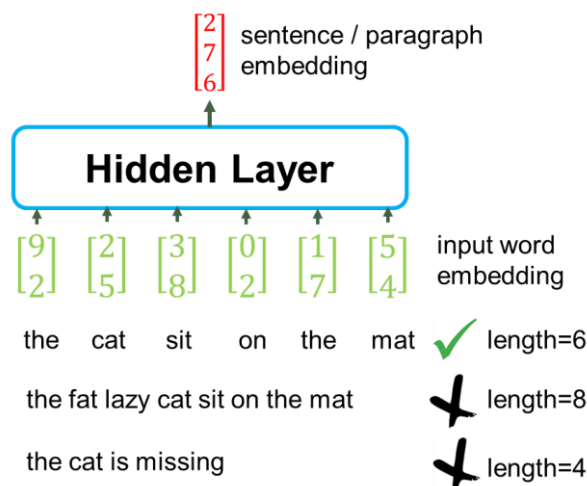 [2 7 6] sentence / paragraph embedding
Hidden Layer
[9 2] [2 5] [3 8] [0 2] [1 7] [5 4] input word embedding
the cat sit on the mat length=6
the fat lazy cat sit on the mat length=8
the cat is missing length=4